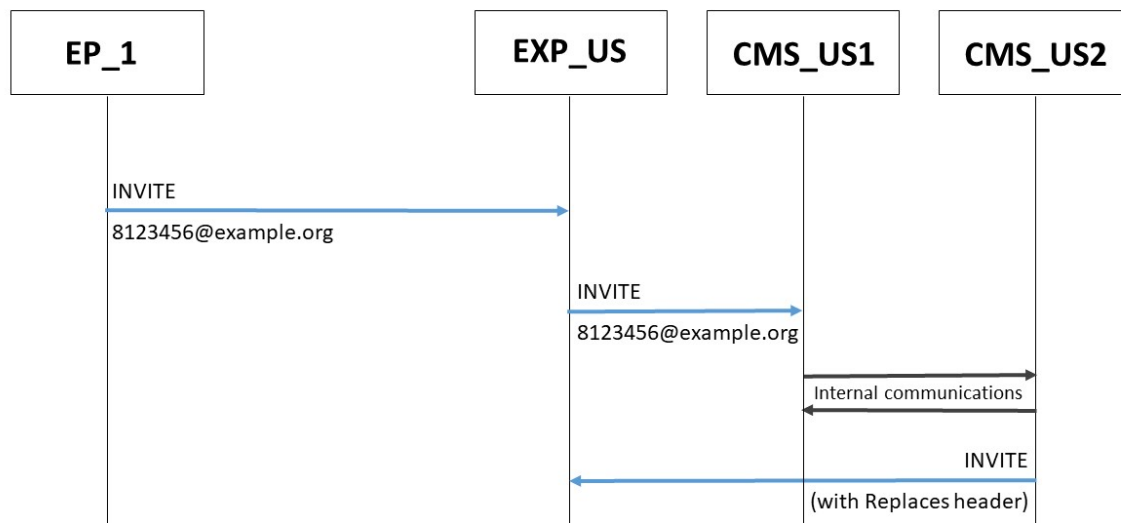 EP_1
EXP_US
CMS_US1
CMS_US2
INVITE
8123456@example.org
INVITE
8123456@example.org
Internal communications
INVITE
(with Replaces header)